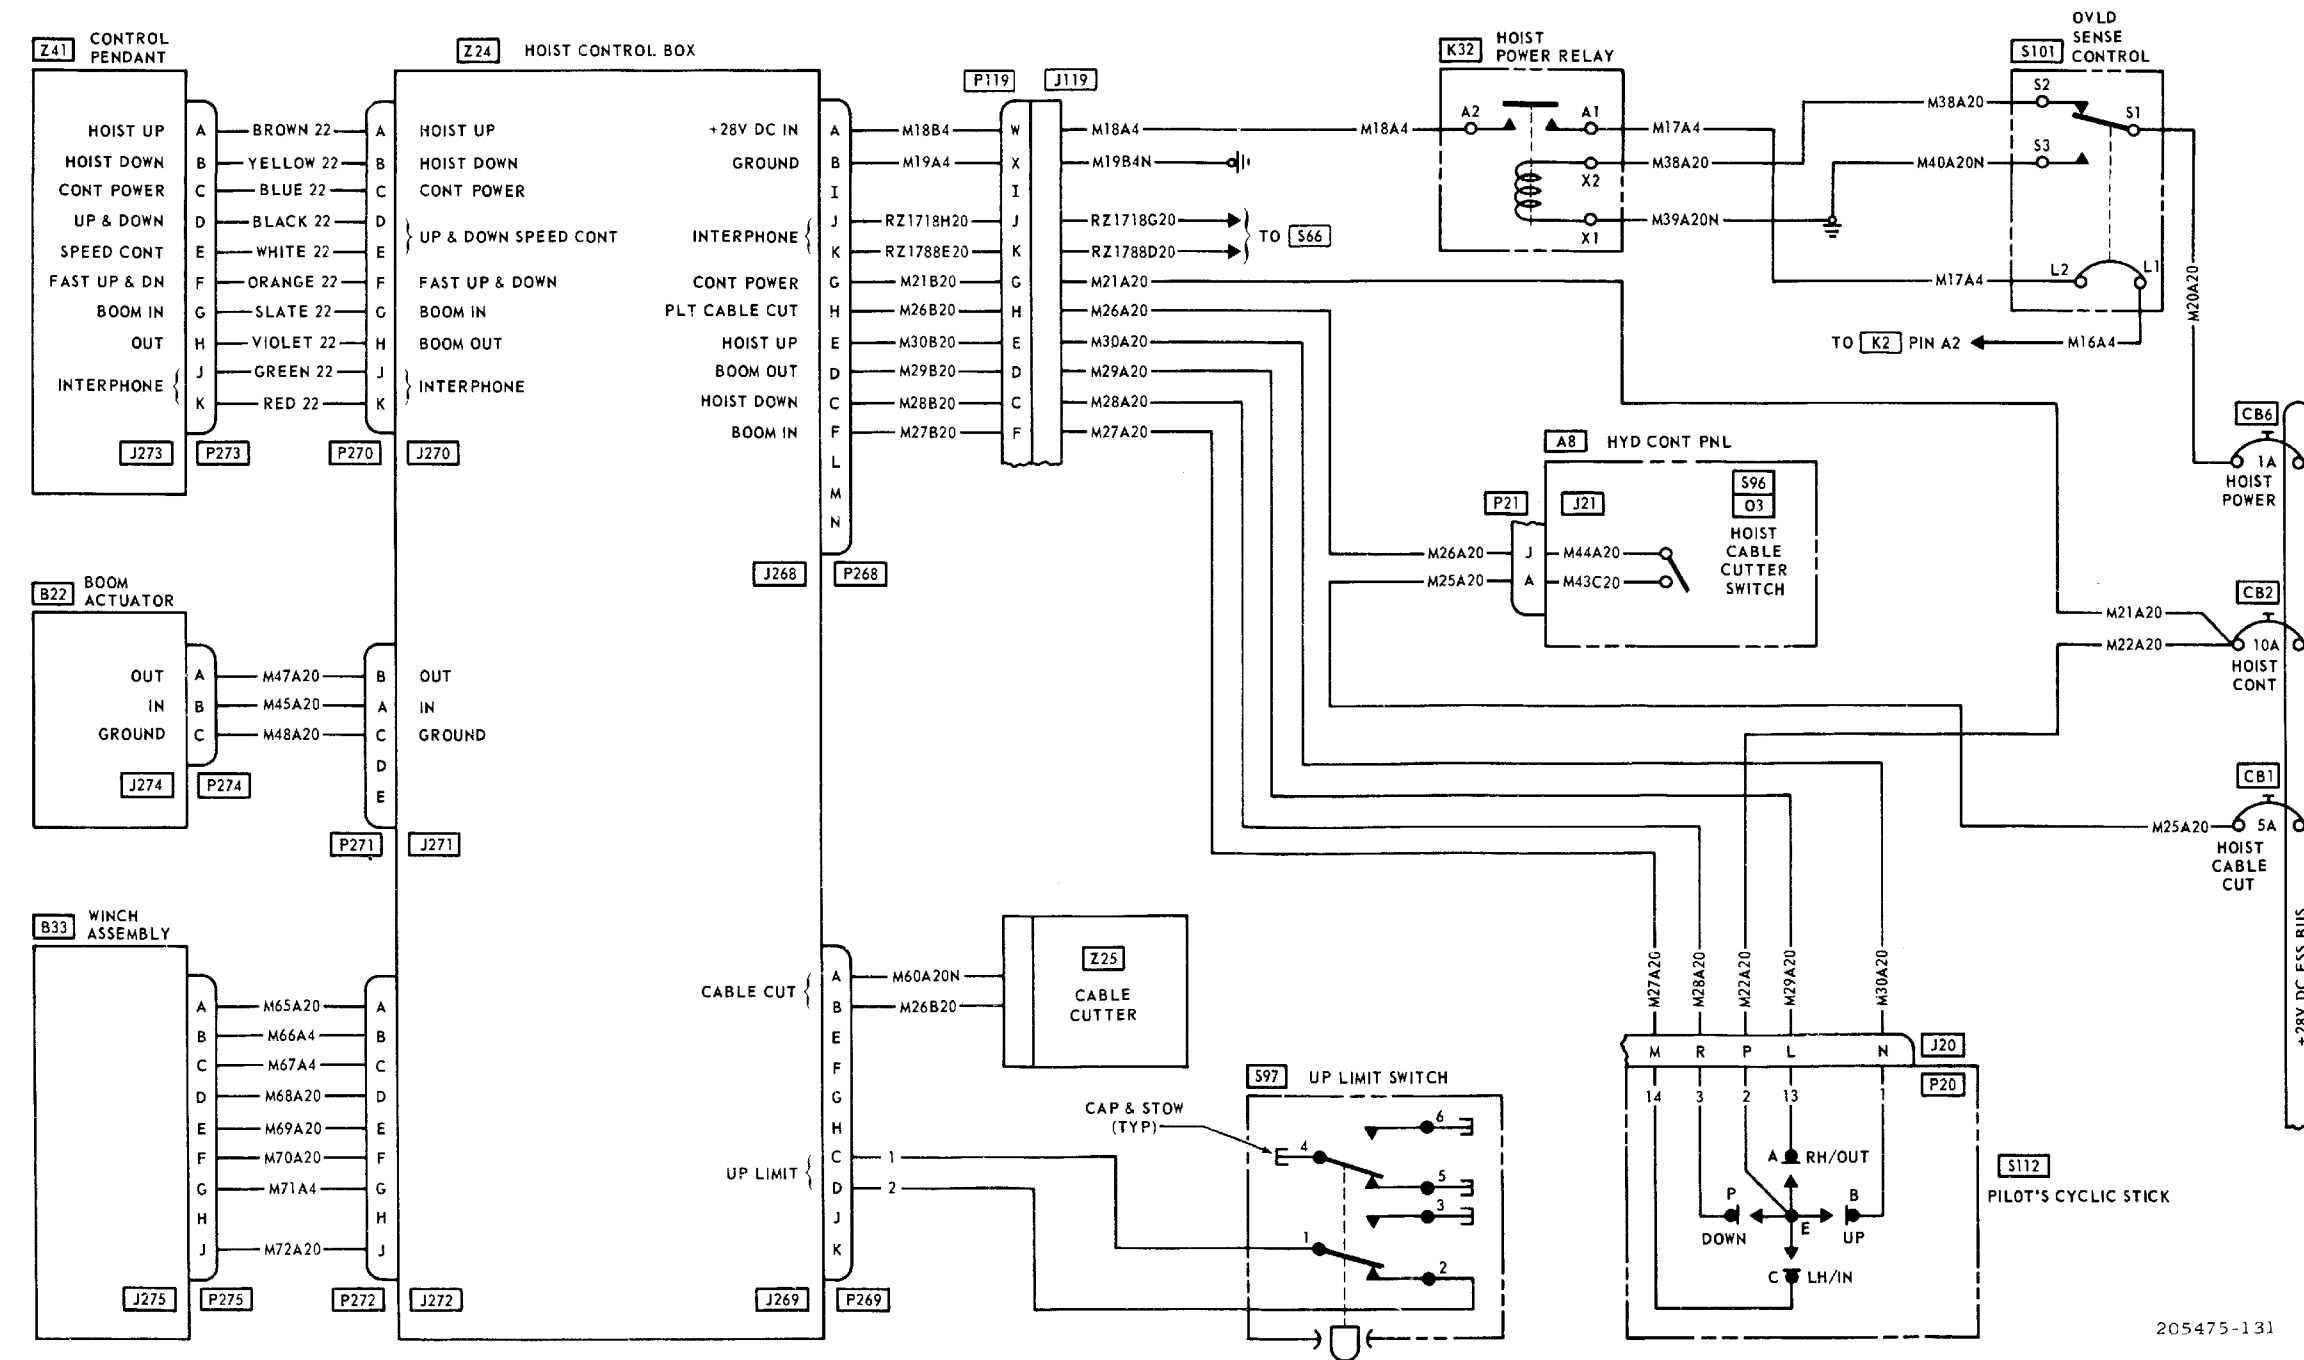 Z41 CONTROL PENDANT
HOIST UP A BROWN 22 A HOIST UP
HOIST DOWN B YELLOW 22 B HOIST DOWN
CONT POWER C BLUE 22 C CONT POWER
UP & DOWN D BLACK 22 D
SPEED CONT E WHITE 22 E
UP & DOWN SPEED CONT
FAST UP & DN F ORANGE 22 F FAST UP & DOWN
BOOM IN G SLATE 22 G BOOM IN
OUT H VIOLET 22 H BOOM OUT
INTERPHONE J GREEN 22 J INTERPHONE
K RED 22 K
J273 P273 P270 J270
Z24 HOIST CONTROL BOX
P119 J119
+28V DC IN A M18B4 W M18A4 M18A4
GROUND B M19A4 X M19B4N
I I
INTERPHONE J RZ1718H20 J RZ1718G20
K RZ1788E20 K RZ1788D20
TO S66
CONT POWER G M21B20 G M21A20
PLT CABLE CUT H M26B20 H M26A20
HOIST UP E M30B20 E M30A20
BOOM OUT D M29B20 D M29A20
HOIST DOWN C M28B20 C M28A20
BOOM IN F M27B20 F M27A20
L
M
N
J268 P268
K32 HOIST POWER RELAY
A2 A1 M17A4
X2 M38A20
X1 M39A20N
S101 OVLD SENSE CONTROL
M38A20 S2
S1
M40A20N S3
M17A4 L2 L1
TO K2 PIN A2 M16A4
M20A20
CB6
1A
HOIST POWER
A8 HYD CONT PNL
P21 J21
S96
O3
HOIST CABLE CUTTER SWITCH
M26A20 J M44A20
M25A20 A M43C20
CB2
M21A20
M22A20 10A
HOIST CONT
CB1
M25A20 5A
HOIST CABLE CUT
+28V DC ESS BUS
B22 BOOM ACTUATOR
OUT A M47A20 B OUT
IN B M45A20 A IN
GROUND C M48A20 C GROUND
D
E
J274 P274
P271 J271
B33 WINCH ASSEMBLY
A M65A20 A
B M66A4 B
C M67A4 C
D M68A20 D
E M69A20 E
F M70A20 F
G M71A4 G
H H
J M72A20 J
J275 P275 P272 J272
CABLE CUT A M60A20N
B M26B20
E
F
G
H
UP LIMIT C 1
D 2
J
K
J269 P269
Z25
CABLE CUTTER
S97 UP LIMIT SWITCH
CAP & STOW (TYP)
6
4
5
3
1
2
M27A20 M28A20 M22A20 M29A20 M30A20
M R P L N J20
P20
14 3 2 13 1
A RH/OUT
P B
DOWN E UP
C LH/IN
S112
PILOT'S CYCLIC STICK
205475-131